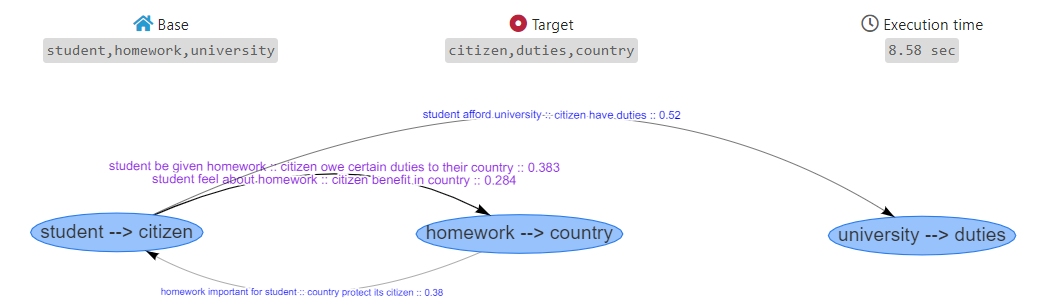 Base
Target
Execution time
student,homework,university
citizen,duties,country
8.58 sec
student afford university :: citizen have duties :: 0.52
student be given homework :: citizen owe certain duties to their country :: 0.383
student feel about homework :: citizen benefit in country :: 0.284
student --> citizen
homework --> country
university --> duties
homework important for student :: country protect its citizen :: 0.38